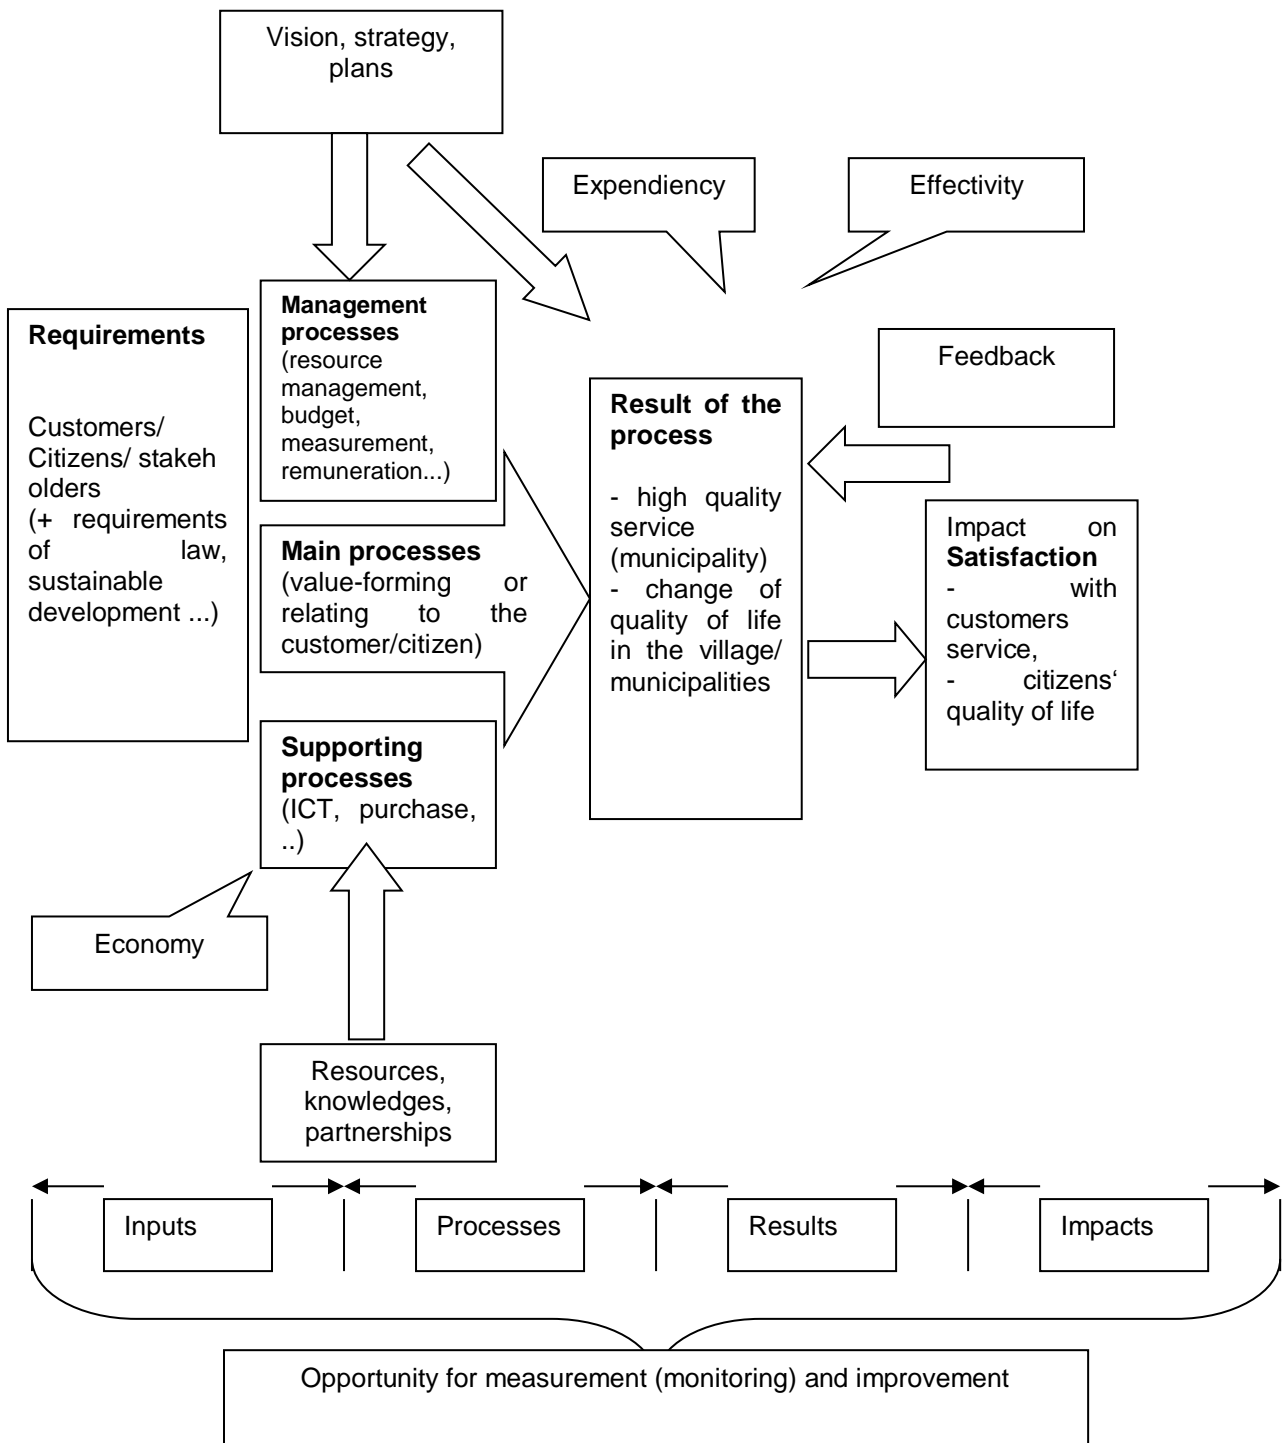 Vision, strategy,
plans
Expendiency
Effectivity
Requirements
Customers/
Citizens/ stakeh
olders
(+ requirements
of law,
sustainable
development ...)
Management
processes
(resource
management,
budget,
measurement,
remuneration...)
Main processes
(value-forming or
relating to the
customer/citizen)
Supporting
processes
(ICT, purchase,
..)
Result of the
process
- high quality
service
(municipality)
- change of
quality of life
in the village/
municipalities
Feedback
Impact on
Satisfaction
- with
customers
service,
- citizens‘
quality of life
Economy
Resources,
knowledges,
partnerships
Inputs
Processes
Results
Impacts
Opportunity for measurement (monitoring) and improvement